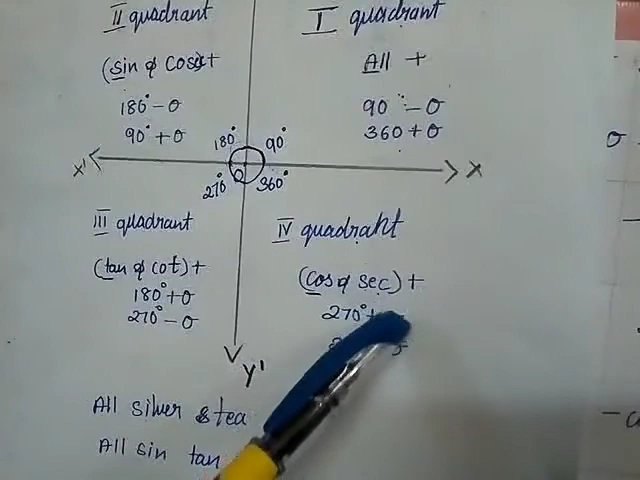 II quadrant
(sin & cosec)+
180°-θ
90°+θ
I quadrant
All +
90°-θ
360+θ
180° 90°
270° 360°
X' X
III quadrant
(tan & cot)+
180°+θ
270°-θ
IV quadrant
(cos & sec)+
270°+
Y'
All silver & tea
All sin tan
θ